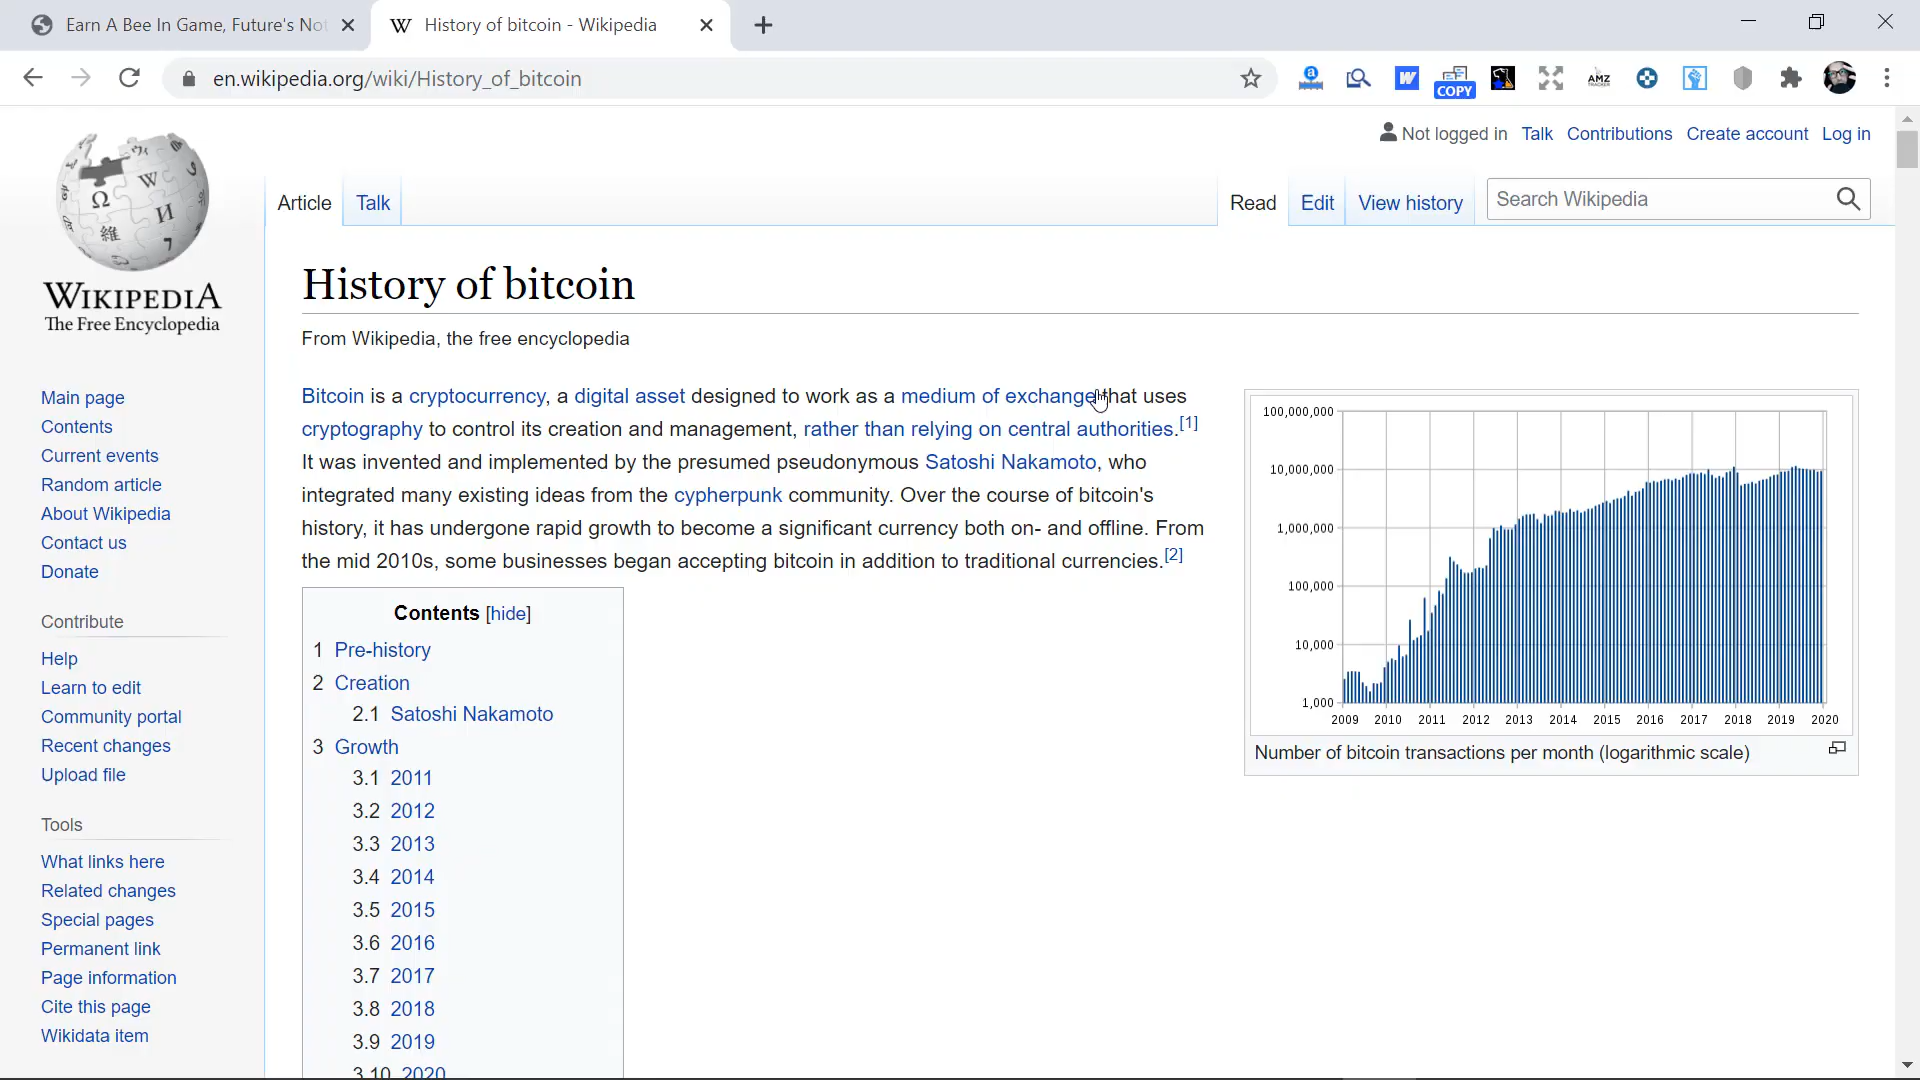 Earn A Bee In Game, Future's Not
History of bitcoin - Wikipedia
en.wikipedia.org/wiki/History_of_bitcoin
a
W
COPY
AMZ
TRACKER
Not logged in Talk Contributions Create account Log in
WIKIPEDIA
The Free Encyclopedia
Article Talk
Read Edit View history Search Wikipedia
History of bitcoin
From Wikipedia, the free encyclopedia
Bitcoin is a cryptocurrency, a digital asset designed to work as a medium of exchange that uses
cryptography to control its creation and management, rather than relying on central authorities.[1]
It was invented and implemented by the presumed pseudonymous Satoshi Nakamoto, who
integrated many existing ideas from the cypherpunk community. Over the course of bitcoin's
history, it has undergone rapid growth to become a significant currency both on- and offline. From
the mid 2010s, some businesses began accepting bitcoin in addition to traditional currencies.[2]
Main page
Contents
Current events
Random article
About Wikipedia
Contact us
Donate
Contribute
Help
Learn to edit
Community portal
Recent changes
Upload file
Tools
What links here
Related changes
Special pages
Permanent link
Page information
Cite this page
Wikidata item
Contents [hide]
1 Pre-history
2 Creation
2.1 Satoshi Nakamoto
3 Growth
3.1 2011
3.2 2012
3.3 2013
3.4 2014
3.5 2015
3.6 2016
3.7 2017
3.8 2018
3.9 2019
3.10 2020
100,000,000
10,000,000
1,000,000
100,000
10,000
1,000
2009 2010 2011 2012 2013 2014 2015 2016 2017 2018 2019 2020
Number of bitcoin transactions per month (logarithmic scale)